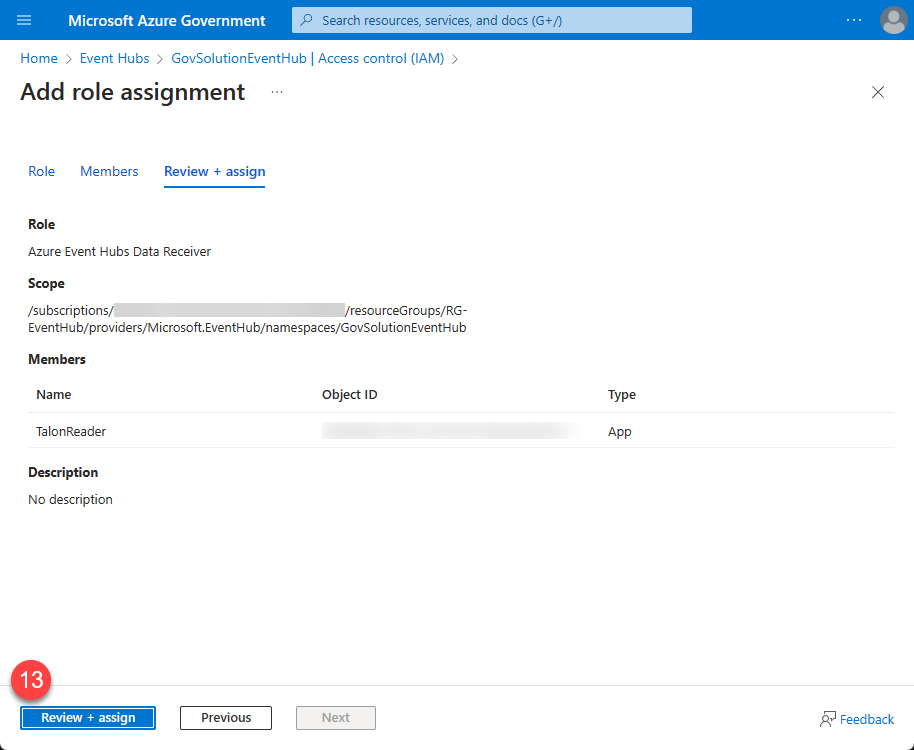 Microsoft Azure Government
Search resources, services, and docs (G+/)
Home > Event Hubs > GovSolutionEventHub | Access control (IAM) >
Add role assignment
Role Members Review + assign
Role
Azure Event Hubs Data Receiver
Scope
/subscriptions/ /resourceGroups/RG-
EventHub/providers/Microsoft.EventHub/namespaces/GovSolutionEventHub
Members
Name Object ID Type
TalonReader App
Description
No description
13
Review + assign Previous Next Feedback